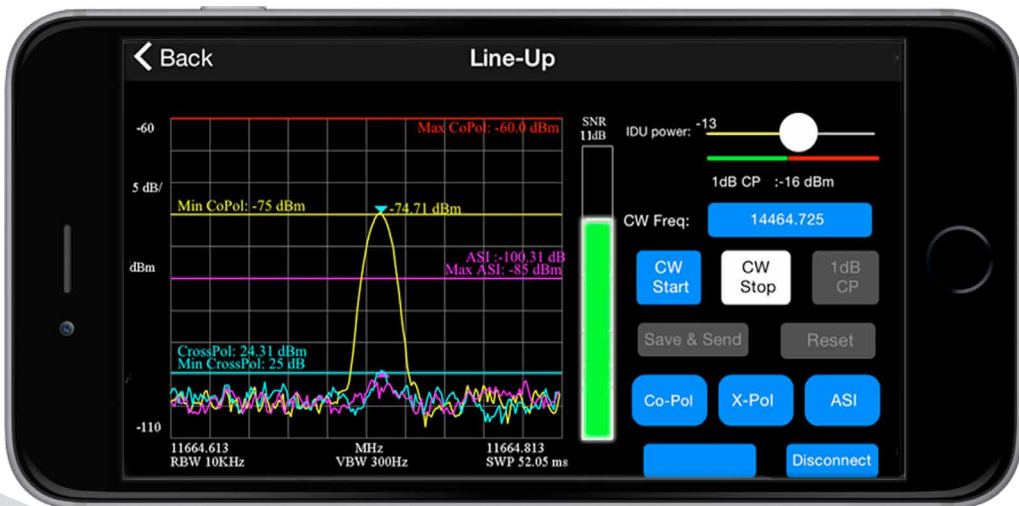 Back
Line-Up
-60
Max CoPol: -60.0 dBm
5 dB/
Min CoPol: -75 dBm
-74.71 dBm
ASI :-100.31 dB
dBm
Max ASI: -85 dBm
CrossPol: 24.31 dBm
Min CrossPol: 25 dB
-110
11664.613
MHz
11664.813
RBW 10KHz
VBW 300Hz
SWP 52.05 ms
SNR
11dB
IDU power:
-13
1dB CP :-16 dBm
CW Freq:
14464.725
CW
Start
CW
Stop
1dB
CP
Save & Send
Reset
Co-Pol
X-Pol
ASI
Disconnect